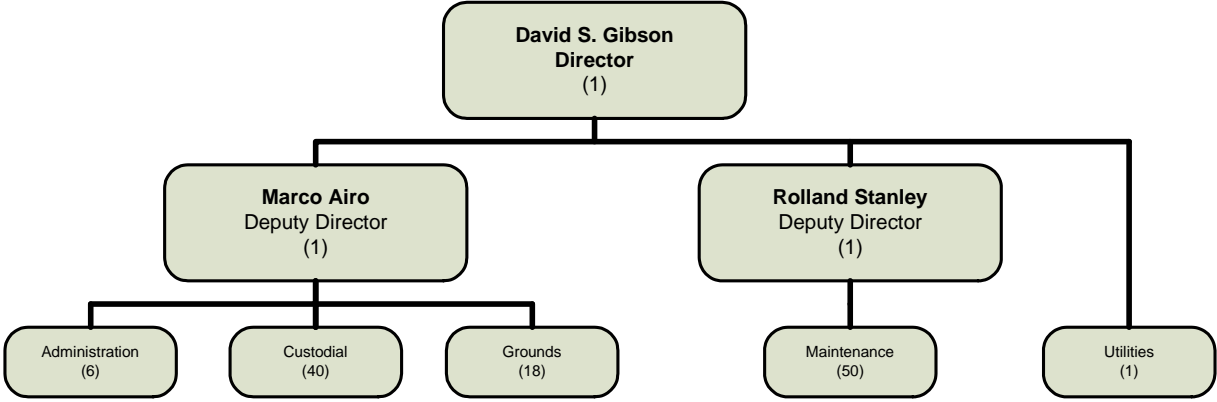 David S. Gibson
Director
(1)
Marco Airo
Deputy Director
(1)
Rolland Stanley
Deputy Director
(1)
Administration
(6)
Custodial
(40)
Grounds
(18)
Maintenance
(50)
Utilities
(1)